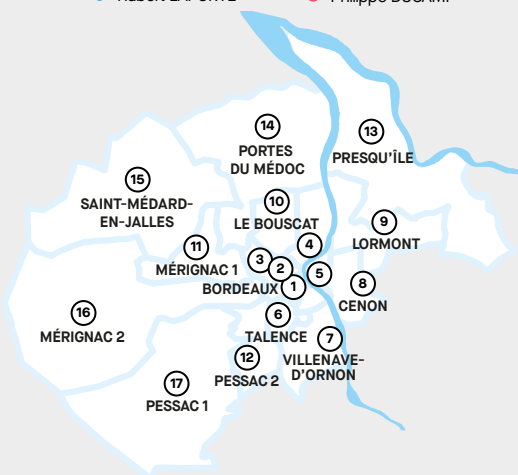 14
PORTES
DU MÉDOC
13
PRESQU'ÎLE
15
SAINT-MÉDARD-
EN-JALLES
10
LE BOUSCAT
9
LORMONT
11
MÉRIGNAC 1
3
2
4
BORDEAUX
1
5
8
CENON
16
MÉRIGNAC 2
6
TALENCE
7
VILLENAVE-
D'ORNON
12
PESSAC 2
17
PESSAC 1